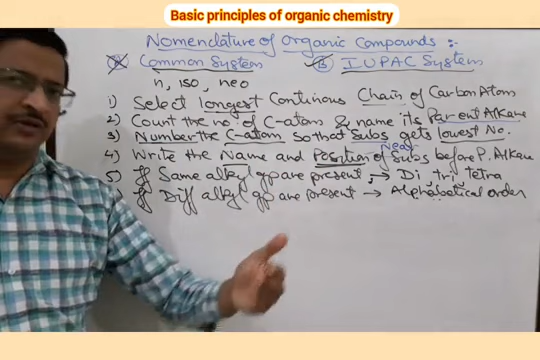 Basic principles of organic chemistry
Nomenclature of Organic Compounds :-
A Common System B IUPAC System
n, iso, neo
1) Select longest Continous Chain of Carbon Atom
2) Count the no of C-atom & name its Parent Alkane
3) Number the C-atom so that Subs gets lowest No.
Near
4) Write the Name and Position of Subs before P. Alkane
5) If Same alkyl gp are present → Di, tri, tetra
6) If Diff alkyl gp are present → Alphabatical order